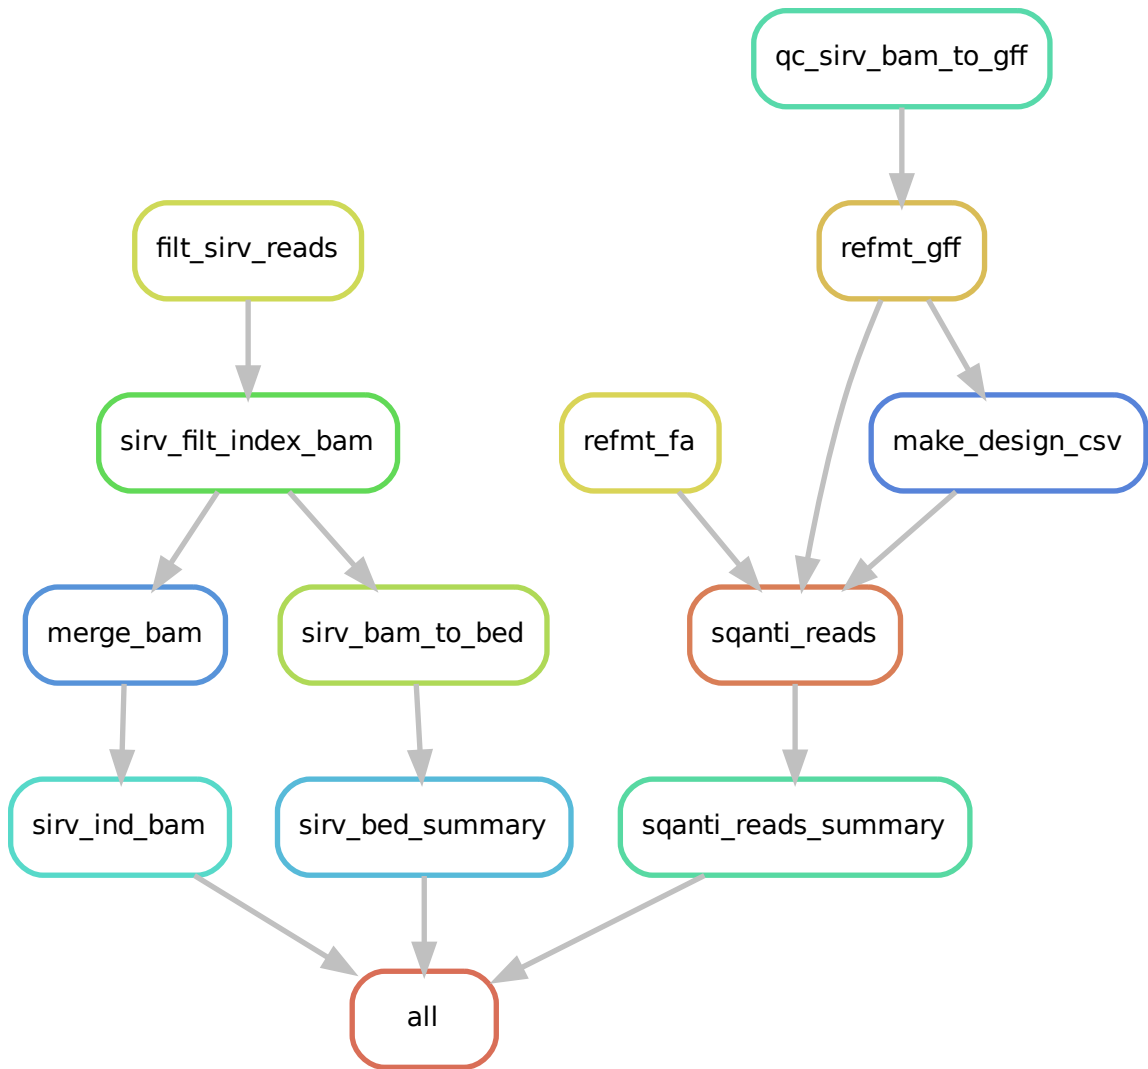 qc_sirv_bam_to_gff
filt_sirv_reads
refmt_gff
sirv_filt_index_bam
refmt_fa
make_design_csv
merge_bam
sirv_bam_to_bed
sqanti_reads
sirv_ind_bam
sirv_bed_summary
sqanti_reads_summary
all